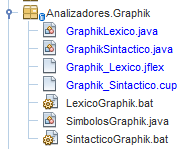 Analizadores.Graphik
GraphikLexico.java
GraphikSintactico.java
Graphik_Lexico.jflex
Graphik_Sintactico.cup
LexicoGraphik.bat
SimbolosGraphik.java
SintacticoGraphik.bat